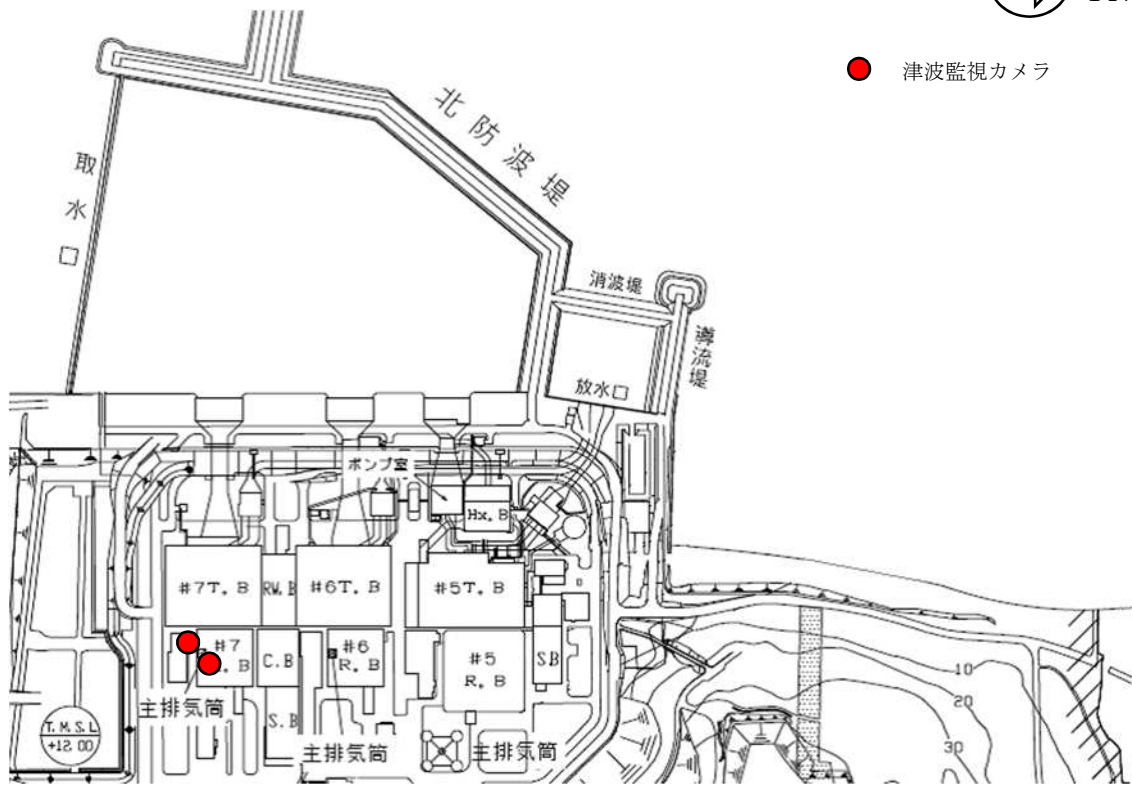 津波監視カメラ
北防波堤
取水口
消波堤
導流堤
放水口
ポンプ室
Hx. B
#7T. B
RW. B
#6T. B
#5T. B
#7
. B
C. B
#6
R. B
#5
R. B
SB
主排気筒
S. B
T. M. S. L
+12 00
主排気筒
主排気筒
10
20
30